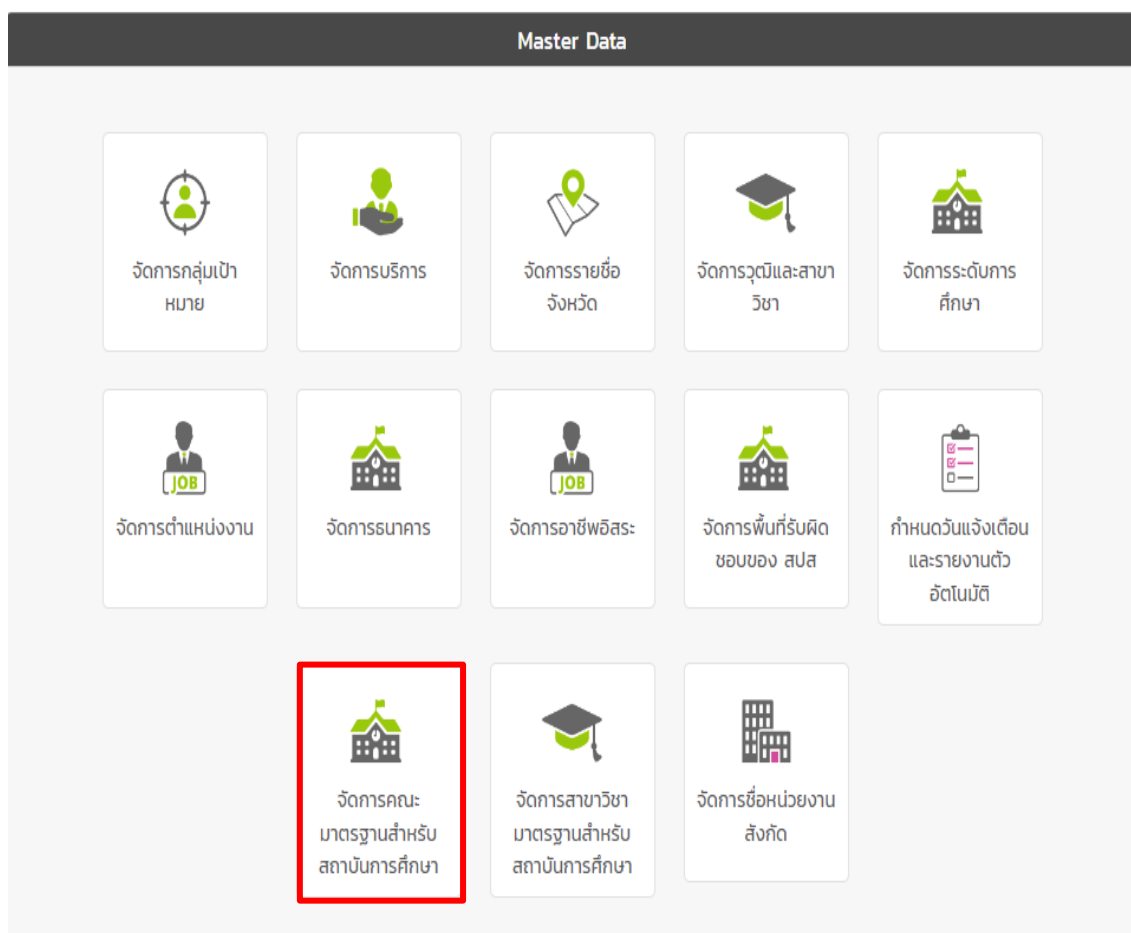 Master Data
จัดการกลุ่มเป้า
หมาย
จัดการบริการ
จัดการรายชื่อ
จังหวัด
จัดการวุฒิและสาขา
วิชา
จัดการระดับการ
ศึกษา
JOB
จัดการตำแหน่งงาน
จัดการธนาคาร
JOB
จัดการอาชีพอิสระ
จัดการพื้นที่รับผิด
ชอบของ สปส
กำหนดวันแจ้งเตือน
และรายงานตัว
อัตโนมัติ
จัดการคณะ
มาตรฐานสำหรับ
สถาบันการศึกษา
จัดการสาขาวิชา
มาตรฐานสำหรับ
สถาบันการศึกษา
จัดการชื่อหน่วยงาน
สังกัด